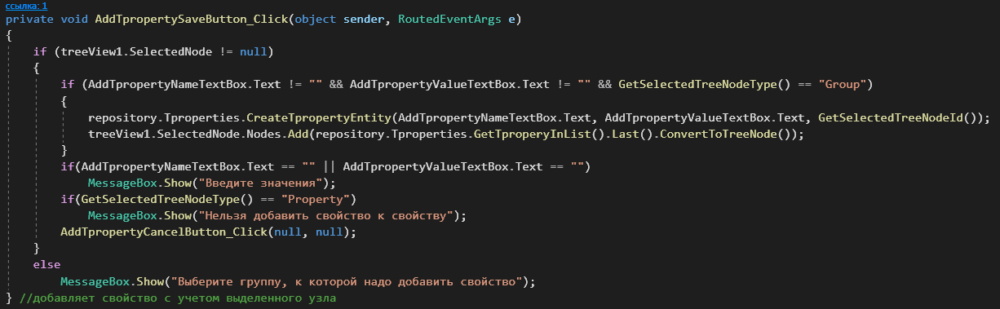 ссылка: 1
private void AddTpropertySaveButton_Click(object sender, RoutedEventArgs e)
{
if (treeView1.SelectedNode != null)
{
if (AddTpropertyNameTextBox.Text != "" && AddTpropertyValueTextBox.Text != "" && GetSelectedTreeNodeType() == "Group")
{
repository.Tproperties.CreateTpropertyEntity(AddTpropertyNameTextBox.Text, AddTpropertyValueTextBox.Text, GetSelectedTreeNodeId());
treeView1.SelectedNode.Nodes.Add(repository.Tproperties.GetTproperyInList().Last().ConvertToTreeNode());
}
if(AddTpropertyNameTextBox.Text == "" || AddTpropertyValueTextBox.Text == "")
MessageBox.Show("Введите значения");
if(GetSelectedTreeNodeType() == "Property")
MessageBox.Show("Нельзя добавить свойство к свойству");
AddTpropertyCancelButton_Click(null, null);
}
else
MessageBox.Show("Выберите группу, к которой надо добавить свойство");
} //добавляет свойство с учетом выделенного узла